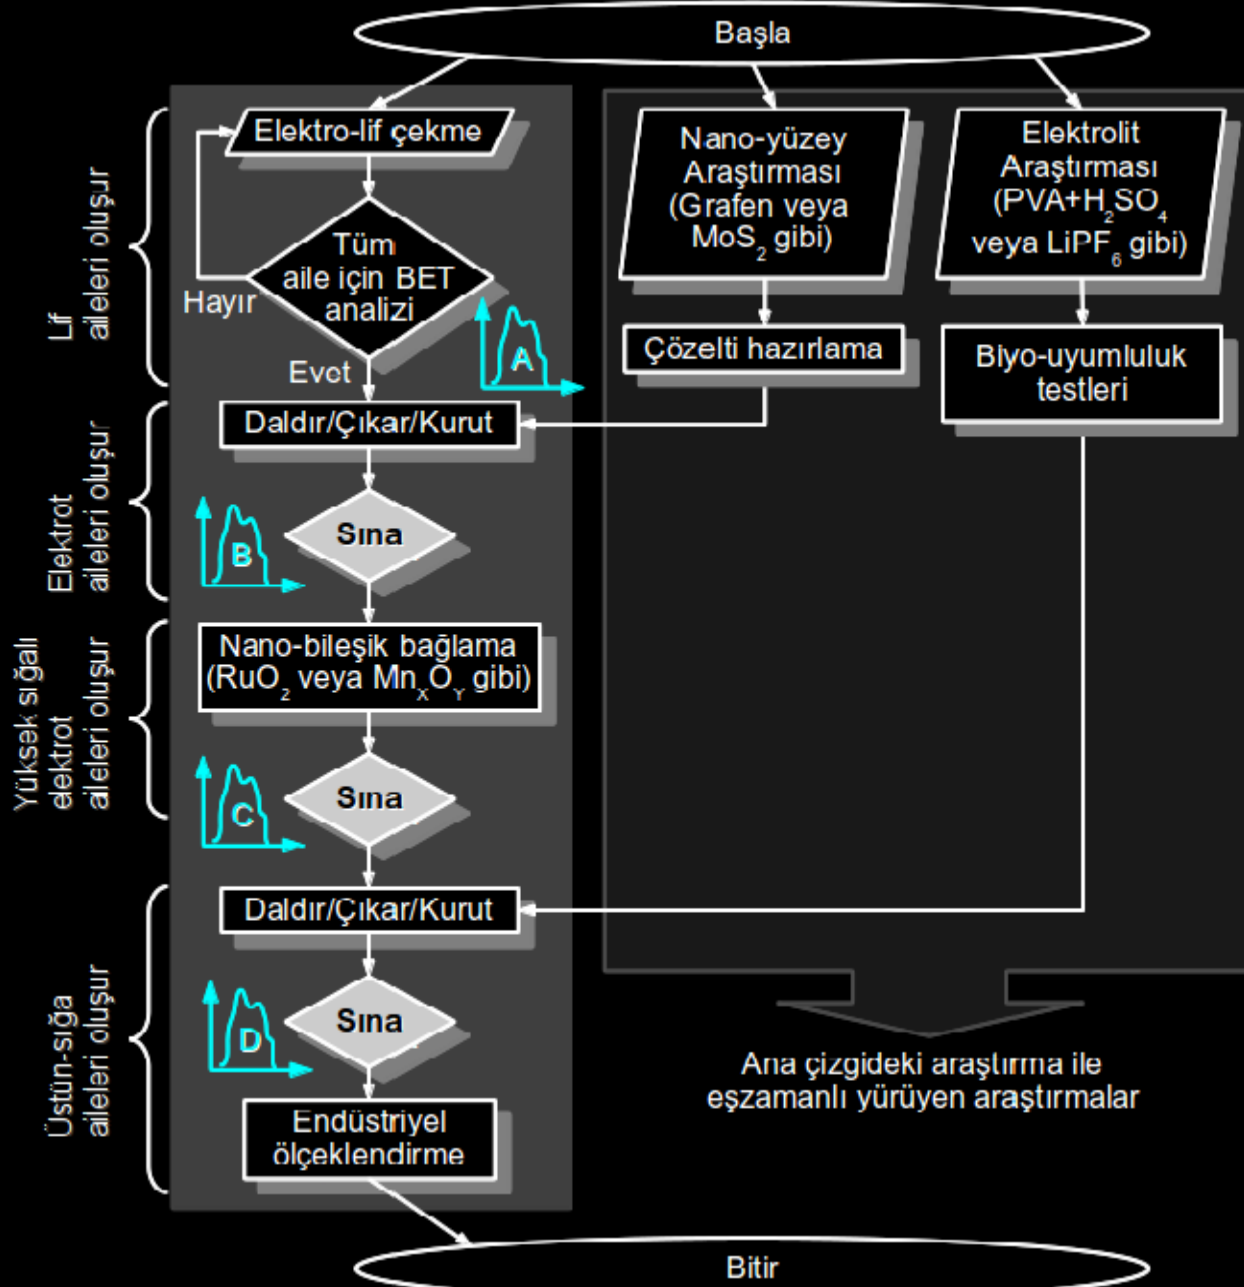 Başla
Elektro-lif çekme
Tüm
aile için BET
analizi
Hayır
Evet
A
Lif
aileleri oluşur
Nano-yüzey
Araştırması
(Grafen veya
MoS₂ gibi)
Çözelti hazırlama
Elektrolit
Araştırması
(PVA+H₂SO₄
veya LiPF₆ gibi)
Biyo-uyumluluk
testleri
Daldır/Çıkar/Kurut
Sına
B
Elektrot
aileleri oluşur
Nano-bileşik bağlama
(RuO₂ veya MnₓOᵧ gibi)
Sına
C
Yüksek sığalı
elektrot
aileleri oluşur
Daldır/Çıkar/Kurut
Sına
D
Endüstriyel
ölçeklendirme
Üstün-sığa
aileleri oluşur
Ana çizgideki araştırma ile
eşzamanlı yürüyen araştırmalar
Bitir